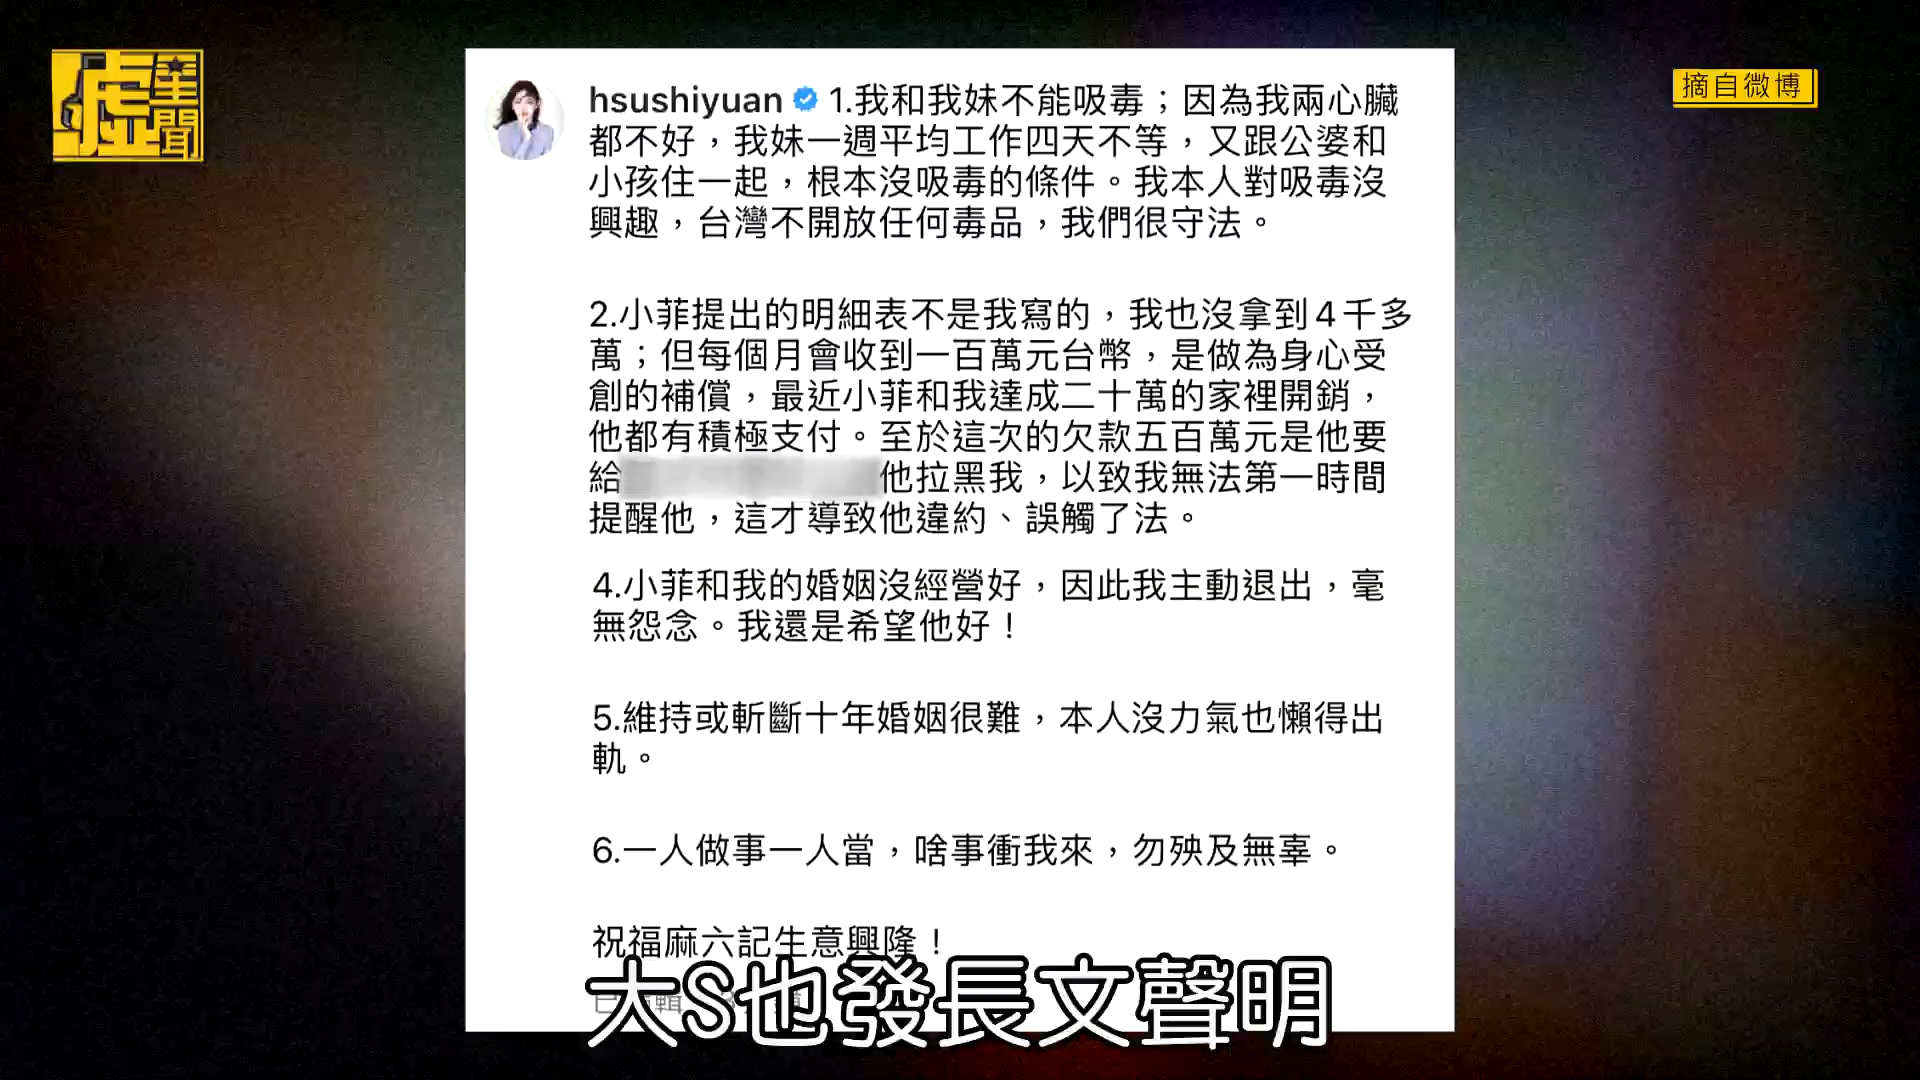 噓星聞
摘自微博
hsushiyuan 1.我和我妹不能吸毒；因為我兩心臟
都不好，我妹一週平均工作四天不等，又跟公婆和
小孩住一起，根本沒吸毒的條件。我本人對吸毒沒
興趣，台灣不開放任何毒品，我們很守法。
2.小菲提出的明細表不是我寫的，我也沒拿到４千多
萬；但每個月會收到一百萬元台幣，是做為身心受
創的補償，最近小菲和我達成二十萬的家裡開銷，
他都有積極支付。至於這次的欠款五百萬元是他要
給他拉黑我，以致我無法第一時間
提醒他，這才導致他違約、誤觸了法。
4.小菲和我的婚姻沒經營好，因此我主動退出，毫
無怨念。我還是希望他好！
5.維持或斬斷十年婚姻很難，本人沒力氣也懶得出
軌。
6.一人做事一人當，啥事衝我來，勿殃及無辜。
祝福麻六記生意興隆！
大S也發長文聲明